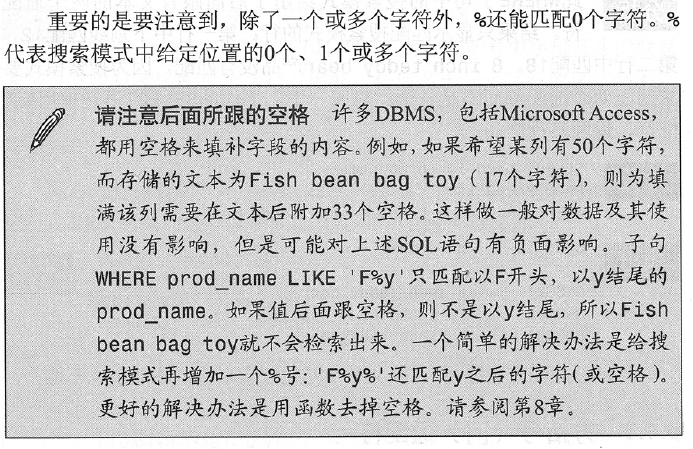 重要的是要注意到，除了一个或多个字符外，%还能匹配0个字符。%
代表搜索模式中给定位置的0个、1个或多个字符。
请注意后面所跟的空格 许多DBMS，包括Microsoft Access，
都用空格来填补字段的内容。例如，如果希望某列有50个字符，
而存储的文本为Fish bean bag toy（17个字符），则为填
满该列需要在文本后附加33个空格。这样做一般对数据及其使
用没有影响，但是可能对上述SQL语句有负面影响。子句
WHERE prod_name LIKE 'F%y'只匹配以F开头，以y结尾的
prod_name。如果值后面跟空格，则不是以y结尾，所以Fish
bean bag toy就不会检索出来。一个简单的解决办法是给搜
索模式再增加一个%号：'F%y%'还匹配y之后的字符（或空格）。
更好的解决办法是用函数去掉空格。请参阅第8章。